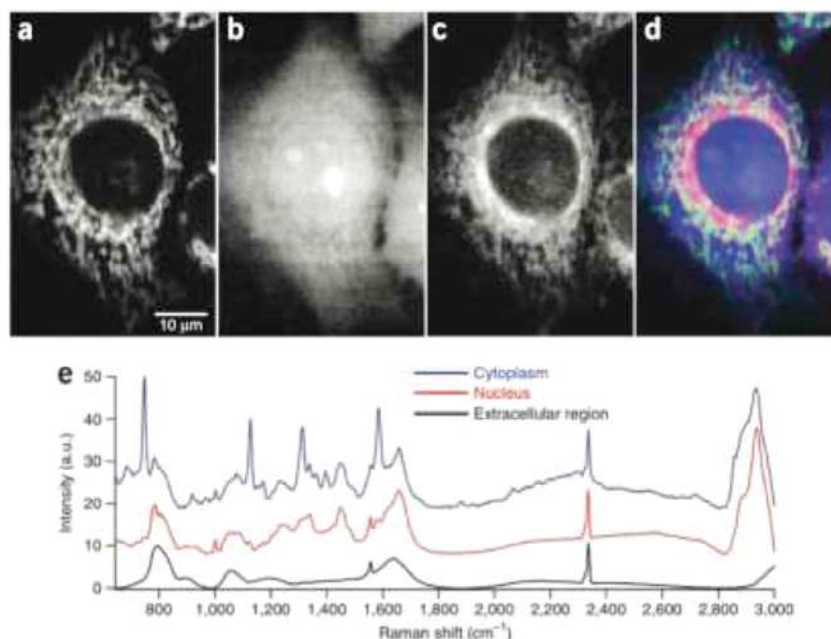 a b c d
10 µm
e
Cytoplasm
Nucleus
Extracellular region
50
40
30
20
10
0
Intensity (a.u.)
800 1,000 1,200 1,400 1,600 1,800 2,000 2,200 2,400 2,600 2,800 3,000
Raman shift (cm⁻¹)